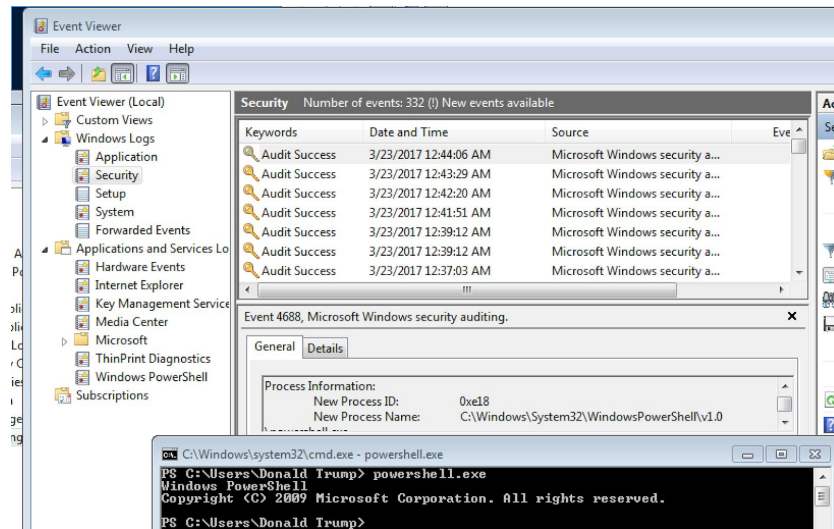 Event Viewer
File Action View Help
Event Viewer (Local)
Custom Views
Windows Logs
Application
Security
Setup
System
Forwarded Events
Applications and Services Lo
Hardware Events
Internet Explorer
Key Management Service
Media Center
Microsoft
ThinPrint Diagnostics
Windows PowerShell
Subscriptions
Security Number of events: 332 (!) New events available
Keywords Date and Time Source Eve
Audit Success 3/23/2017 12:44:06 AM Microsoft Windows security a...
Audit Success 3/23/2017 12:43:29 AM Microsoft Windows security a...
Audit Success 3/23/2017 12:42:20 AM Microsoft Windows security a...
Audit Success 3/23/2017 12:41:51 AM Microsoft Windows security a...
Audit Success 3/23/2017 12:39:12 AM Microsoft Windows security a...
Audit Success 3/23/2017 12:39:12 AM Microsoft Windows security a...
Audit Success 3/23/2017 12:37:03 AM Microsoft Windows security a...
Event 4688, Microsoft Windows security auditing.
General Details
Process Information:
New Process ID: 0xe18
New Process Name: C:\Windows\System32\WindowsPowerShell\v1.0
C:\Windows\system32\cmd.exe - powershell.exe
PS C:\Users\Donald Trump> powershell.exe
Windows PowerShell
Copyright (C) 2009 Microsoft Corporation. All rights reserved.
PS C:\Users\Donald Trump>